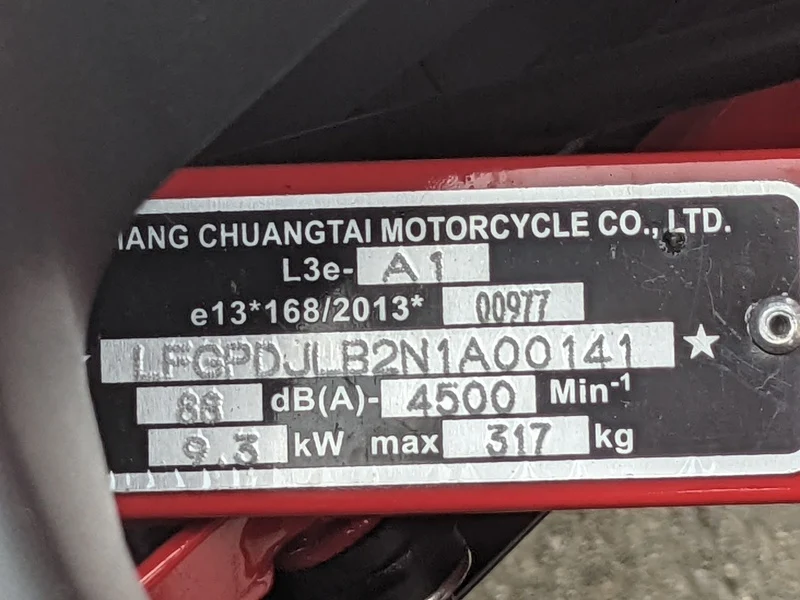 IANG CHUANGTAI MOTORCYCLE CO., LTD.
L3e- A1
e13*168/2013* 00977
LFGPDJLB2N1A00141
88 dB(A)- 4500 Min-1
9.3 kW max 317 kg